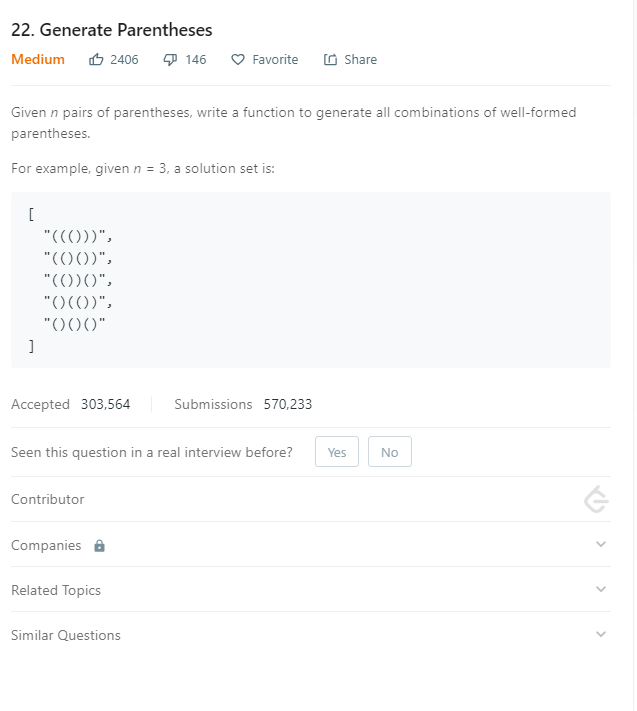 22. Generate Parentheses
Medium 2406 146 Favorite Share
Given n pairs of parentheses, write a function to generate all combinations of well-formed
parentheses.
For example, given n = 3, a solution set is:
[
"((()))",
"(()())",
"(())()",
"()(())",
"()()()"
]
Accepted 303,564 Submissions 570,233
Seen this question in a real interview before? Yes No
Contributor
Companies
Related Topics
Similar Questions